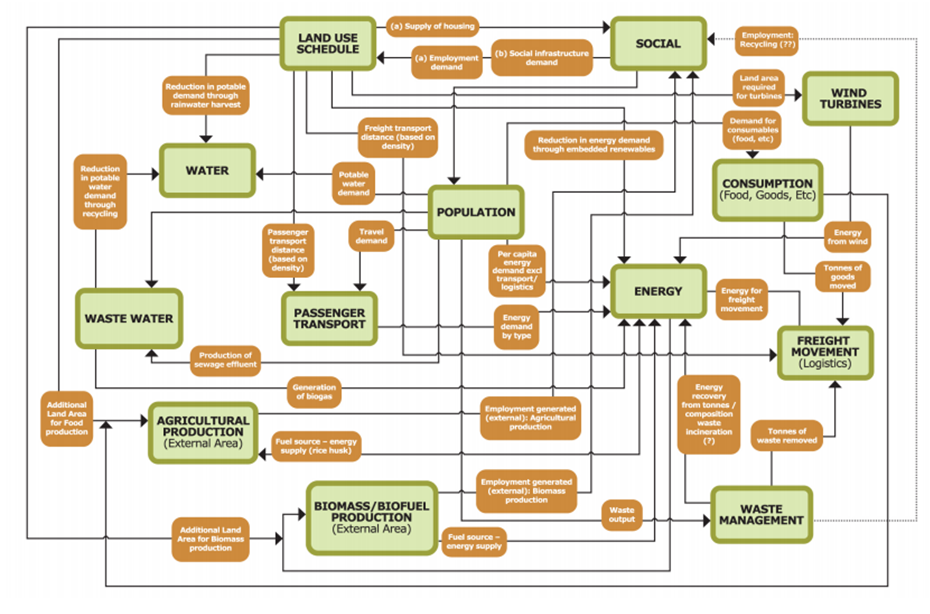 LAND USE
SCHEDULE
(a) Supply of housing
SOCIAL
Employment:
Recycling (??)
(a) Employment
demand
(b) Social infrastructure
demand
Reduction in potable
demand through
rainwater harvest
Land area
required
for turbines
WIND
TURBINES
Freight transport
distance (based on
density)
Reduction in energy demand
through embedded renewables
Demand for
consumables
(food, etc)
Reduction
in potable
water
demand
through
recycling
WATER
Potable
water
demand
POPULATION
CONSUMPTION
(Food, Goods, Etc)
Passenger
transport
distance
(based on
density)
Travel
demand
Per capita
energy
demand excl
transport/
logistics
Energy
from wind
Tonnes of
goods
moved
WASTE WATER
PASSENGER
TRANSPORT
Energy
demand
by type
ENERGY
Energy for
freight
movement
FREIGHT
MOVEMENT
(Logistics)
Production of
sewage effluent
Generation
of biogas
Additional
Land Area
for Food
production
AGRICULTURAL
PRODUCTION
(External Area)
Employment generated
(external): Agricultural
production
Energy
recovery
from tonnes /
composition
waste
incineration
(?)
Tonnes of
waste removed
Fuel source – energy
supply (rice husk)
Employment generated
(external): Biomass
production
BIOMASS/BIOFUEL
PRODUCTION
(External Area)
Waste
output
WASTE
MANAGEMENT
Additional Land
Area for Biomass
production
Fuel source –
energy supply